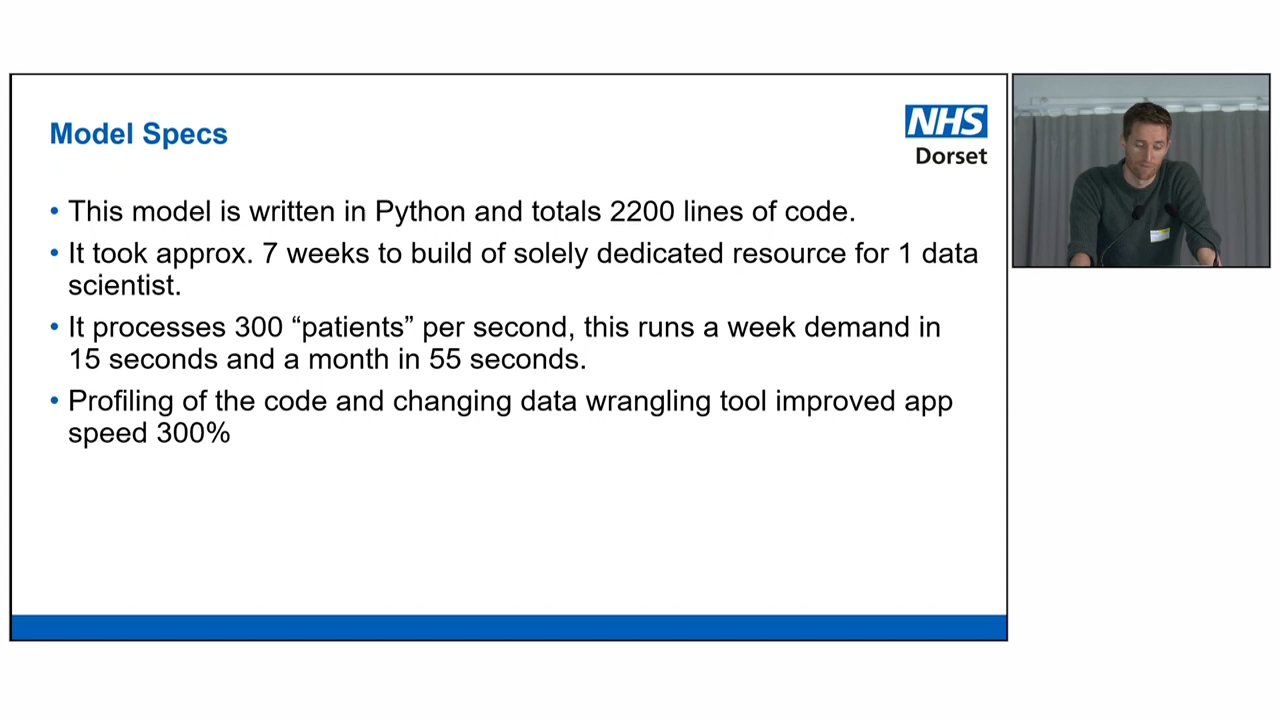 Model Specs
NHS
Dorset
• This model is written in Python and totals 2200 lines of code.
• It took approx. 7 weeks to build of solely dedicated resource for 1 data
scientist.
• It processes 300 “patients” per second, this runs a week demand in
15 seconds and a month in 55 seconds.
• Profiling of the code and changing data wrangling tool improved app
speed 300%